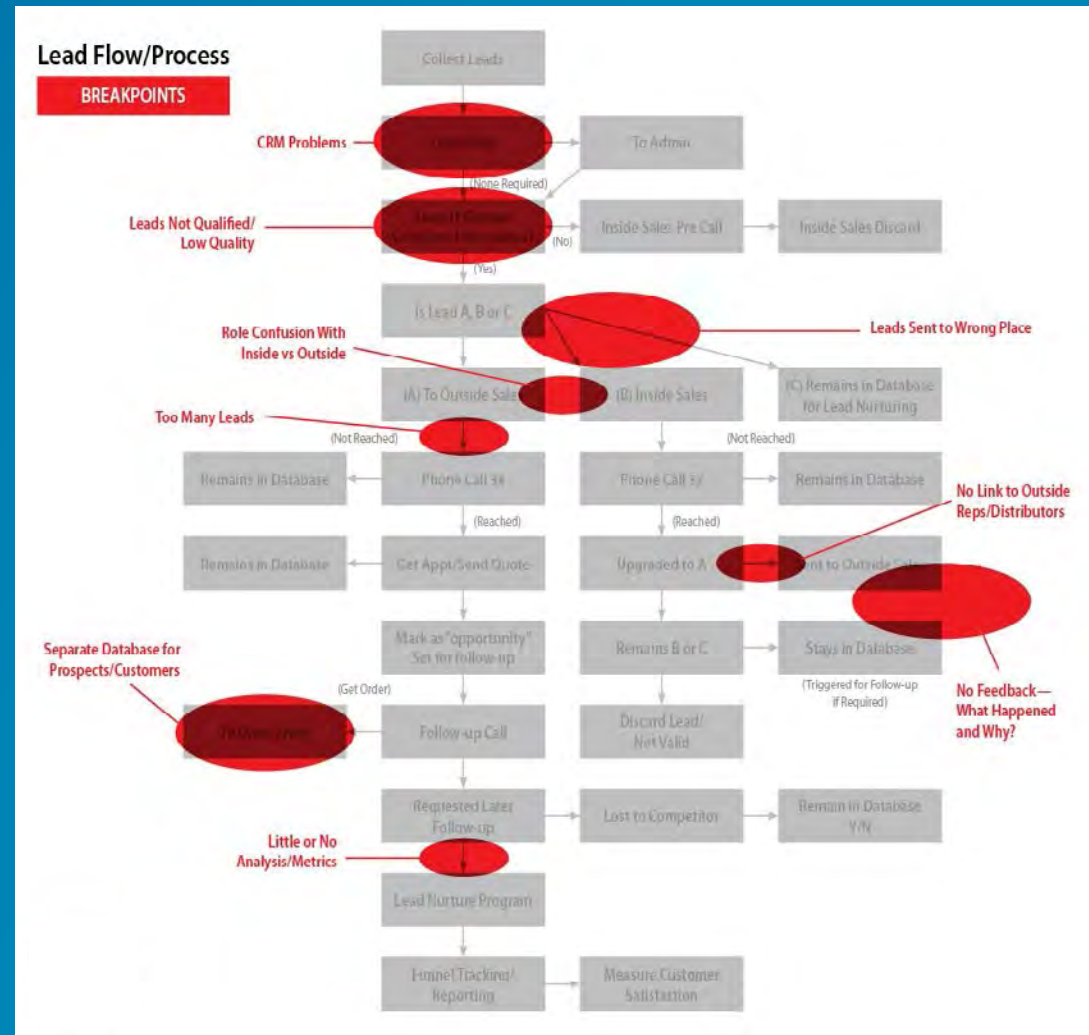 Lead Flow/Process
BREAKPOINTS
Collect Leads
CRM Problems
To Admin
(None Required)
Leads Not Qualified/
Low Quality
(No)
Inside Sales Pre Call
Inside Sales Discard
(Yes)
Is Lead A, B or C
Role Confusion With
Inside vs Outside
Leads Sent to Wrong Place
(A) To Outside Sales
(B) Inside Sales
(C) Remains in Database
for Lead Nurturing
Too Many Leads
(Not Reached)
(Not Reached)
Remains in Database
Phone Call 3x
Phone Call 3x
Remains in Database
No Link to Outside
Reps/Distributors
(Reached)
(Reached)
Remains in Database
Get Appt/Send Quote
Upgraded to A
Sent to Outside Sales
Separate Database for
Prospects/Customers
Mark as "opportunity"
Set for follow-up
Remains B or C
Stays in Database
(Triggered for Follow-up
if Required)
No Feedback—
What Happened
and Why?
(Get Order)
Follow-up Call
Discard Lead/
Not Valid
Requested Later
Follow-up
Lost to Competitor
Remain in Database
Y/N
Little or No
Analysis/Metrics
Lead Nurture Program
Funnel Tracking/
Reporting
Measure Customer
Satisfaction